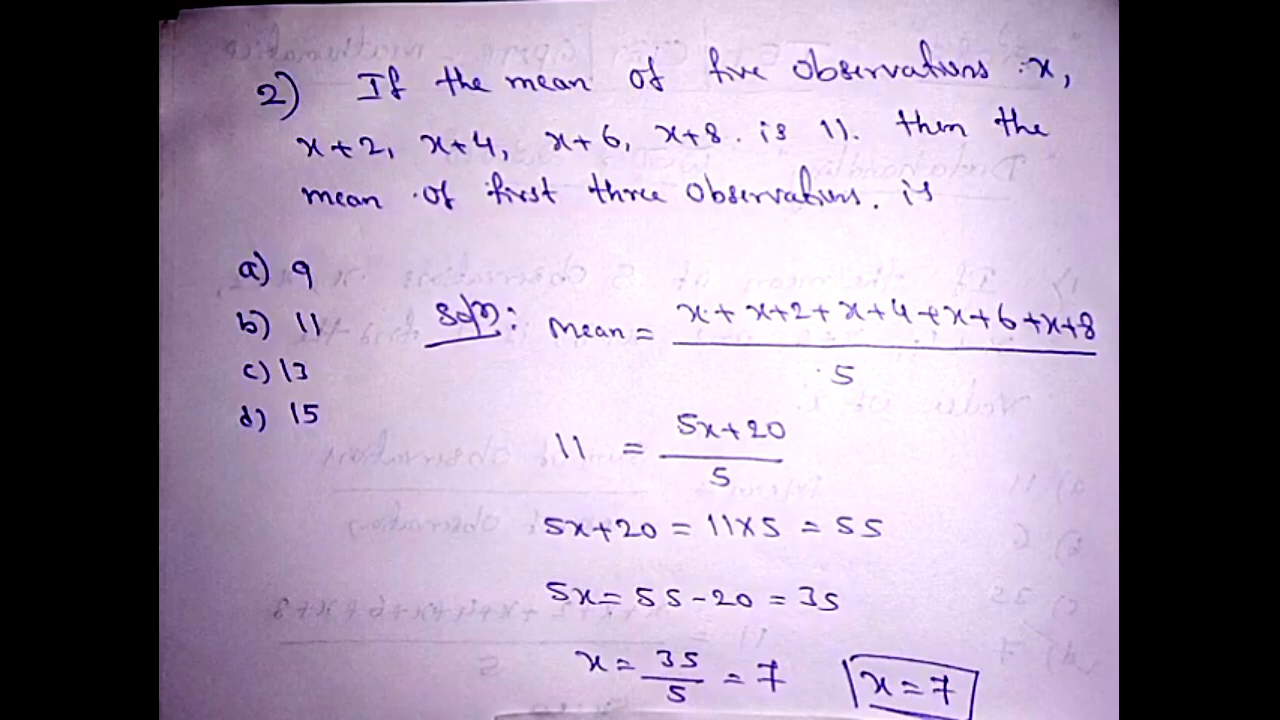 2) If the mean of five observations x,
x+2, x+4, x+6, x+8. is 11. then the
mean of first three observations. is
a) 9
b) 11
c) 13
d) 15
Soln: Mean = x+x+2+x+4+x+6+x+8
5
11 = 5x+20
5
5x+20 = 11×5 = 55
5x = 55-20 = 35
x = 35/5 = 7
x=7